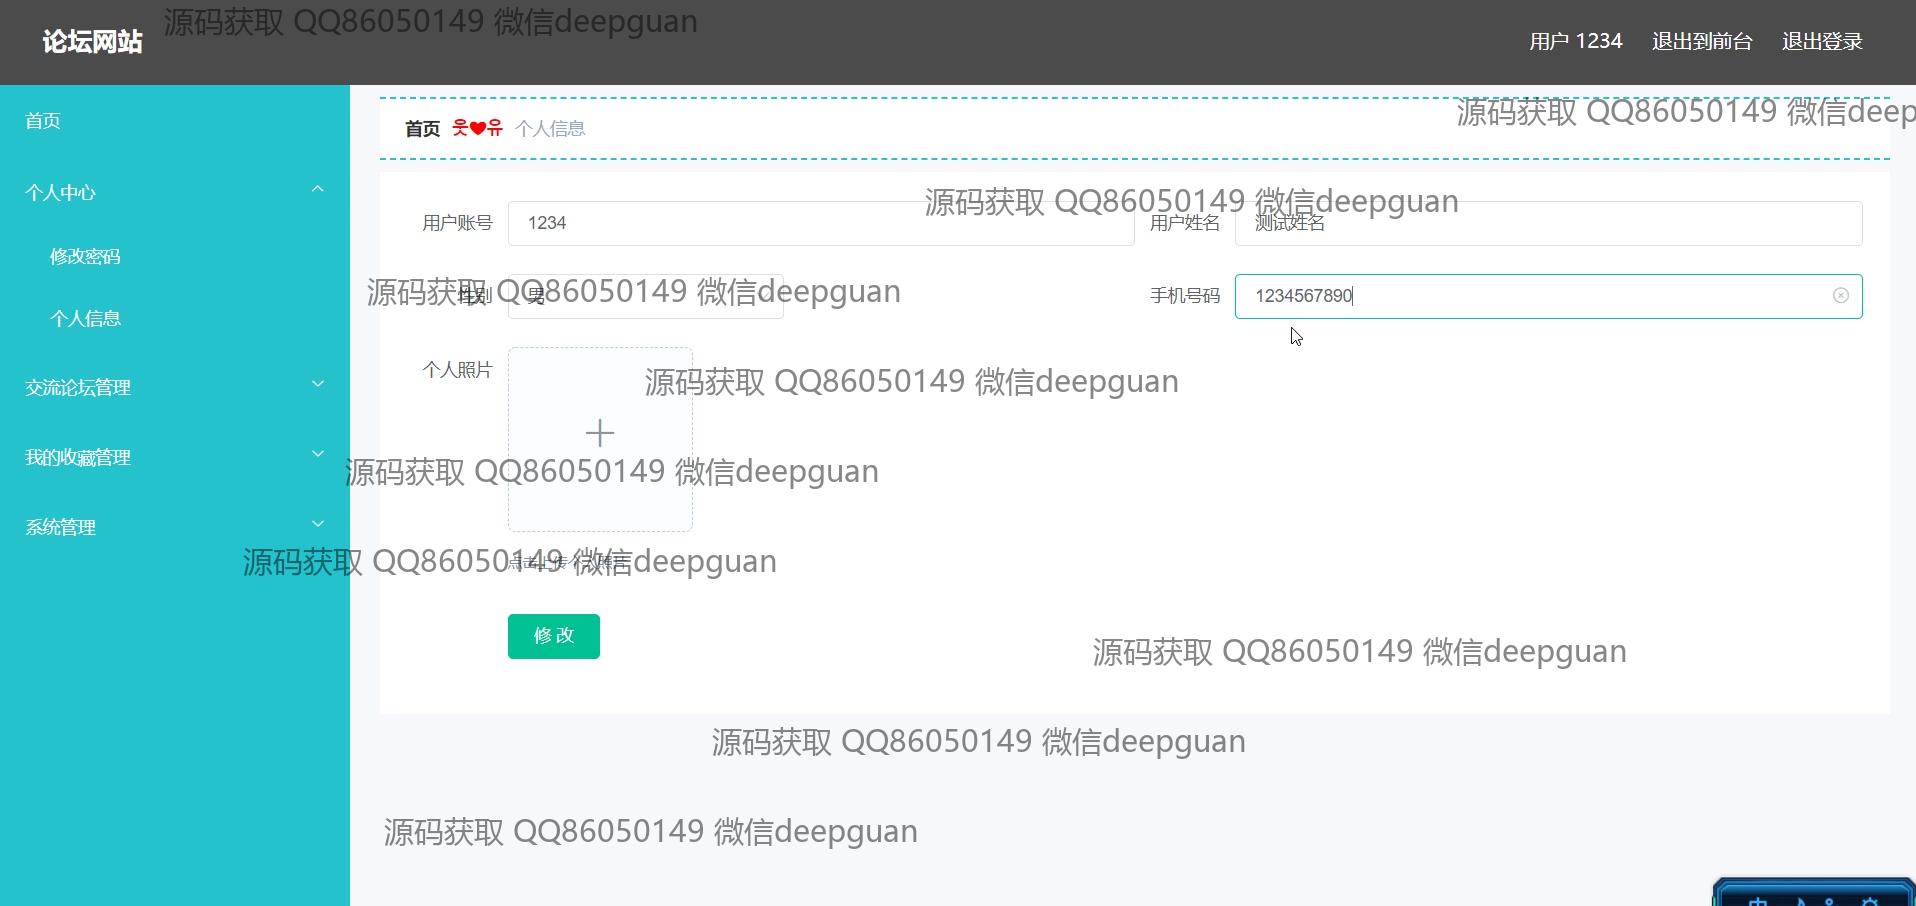 论坛网站
源码获取 QQ86050149 微信deepguan
用户 1234 退出到前台 退出登录
首页
个人中心
修改密码
个人信息
交流论坛管理
我的收藏管理
系统管理
源码获取 QQ86050149 微信deep
首页 웃❤유 个人信息
源码获取 QQ86050149 微信deepguan
用户账号 1234
用户姓名 测试姓名
源码获取 QQ86050149 微信deepguan
性别 男
手机号码 1234567890
个人照片
源码获取 QQ86050149 微信deepguan
源码获取 QQ86050149 微信deepguan
源码获取 QQ86050149 微信deepguan
点击上传个人照片
修改
源码获取 QQ86050149 微信deepguan
源码获取 QQ86050149 微信deepguan
源码获取 QQ86050149 微信deepguan